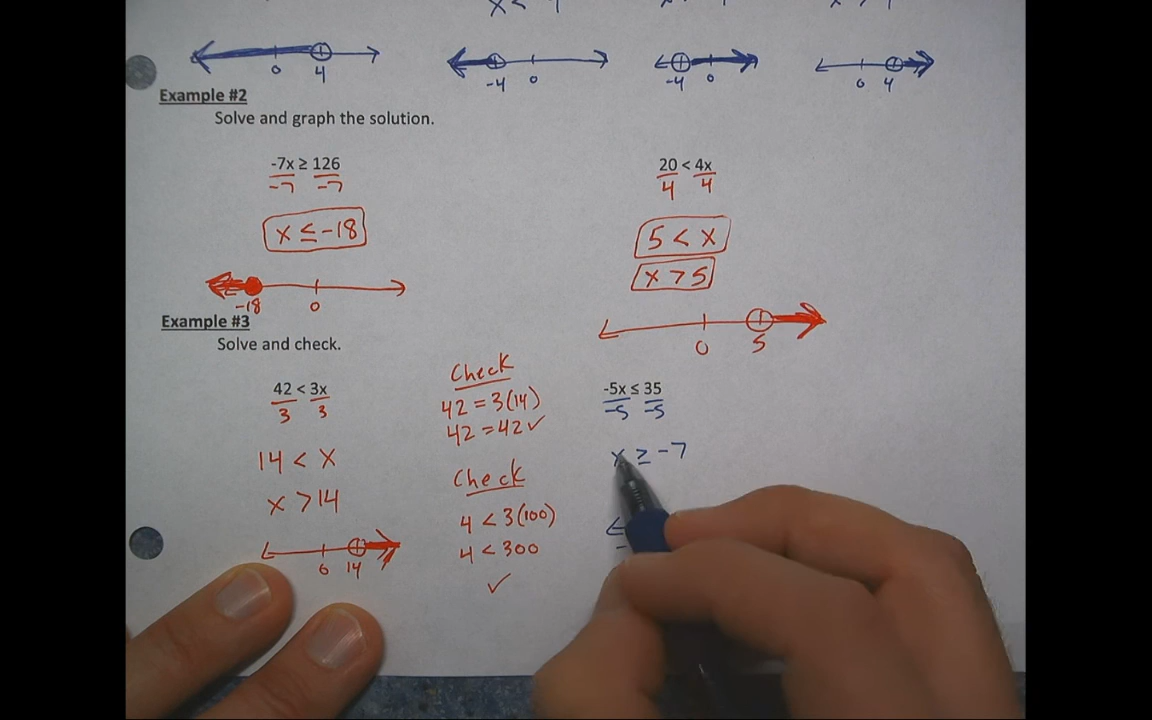 0 4
-4 0
-4 0
0 4
Example #2
Solve and graph the solution.
-7x ≥ 126
-7 -7
x ≤ -18
-18 0
20 < 4x
4 4
5 < x
x > 5
0 5
Example #3
Solve and check.
42 < 3x
3 3
14 < x
x > 14
0 14
Check
42 = 3(14)
42 = 42 ✓
Check
4 < 3(100)
4 < 300
✓
-5x ≤ 35
-5 -5
x ≥ -7